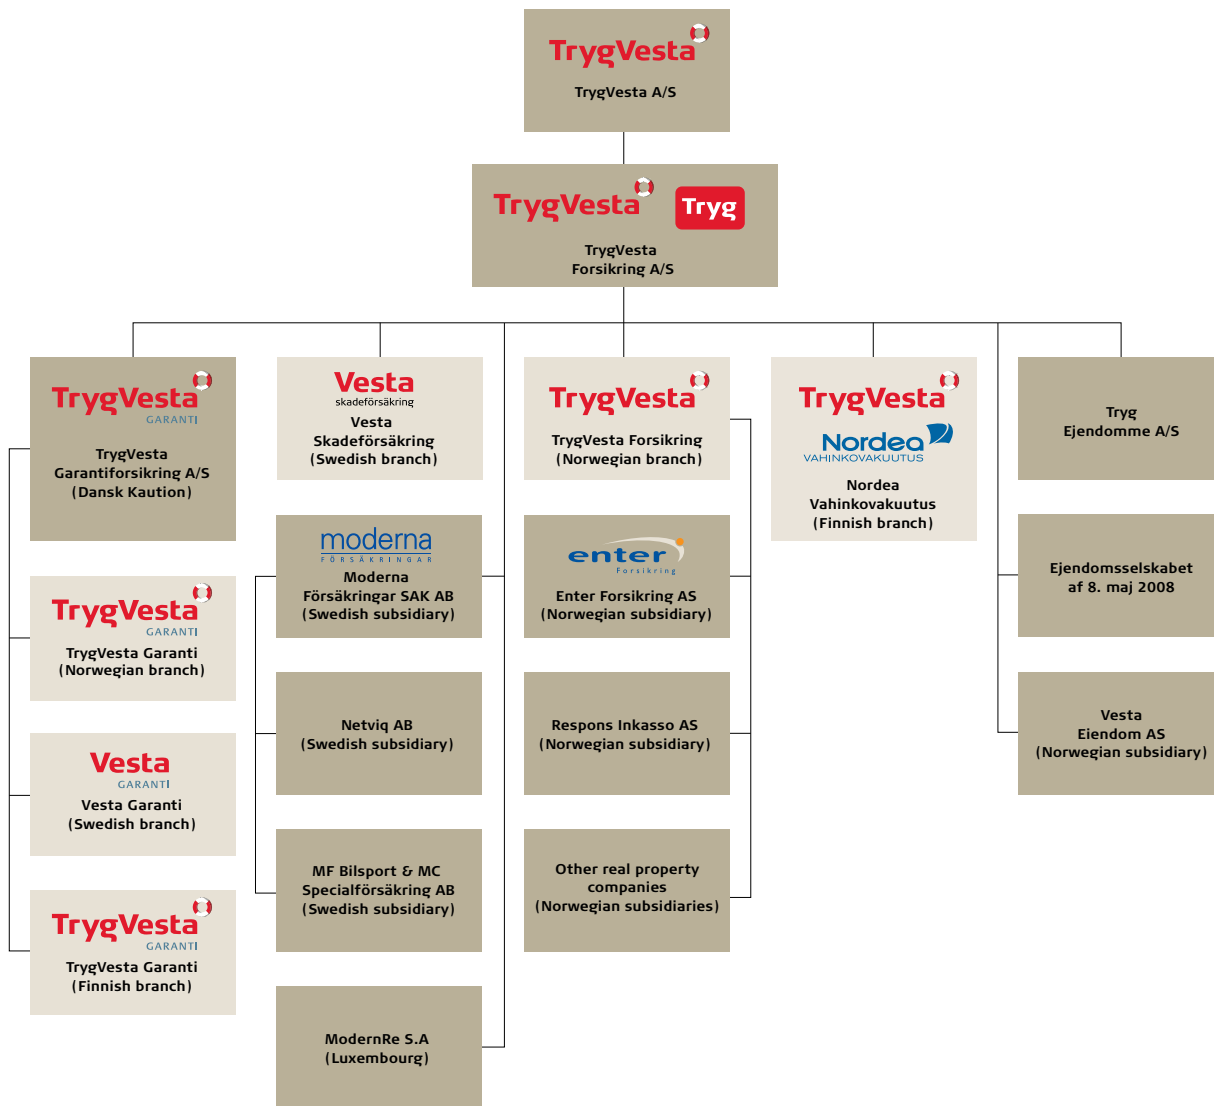 TrygVesta
TrygVesta A/S
TrygVesta
Tryg
TrygVesta
Forsikring A/S
TrygVesta
GARANTI
TrygVesta
Garantiforsikring A/S
(Dansk Kaution)
TrygVesta
GARANTI
TrygVesta Garanti
(Norwegian branch)
Vesta
GARANTI
Vesta Garanti
(Swedish branch)
TrygVesta
GARANTI
TrygVesta Garanti
(Finnish branch)
Vesta
skadeförsäkring
Vesta
Skadeförsäkring
(Swedish branch)
moderna
FÖRSÄKRINGAR
Moderna
Försäkringar SAK AB
(Swedish subsidiary)
Netviq AB
(Swedish subsidiary)
MF Bilsport & MC
Specialförsäkring AB
(Swedish subsidiary)
ModernRe S.A
(Luxembourg)
TrygVesta
TrygVesta Forsikring
(Norwegian branch)
enter
Forsikring
Enter Forsikring AS
(Norwegian subsidiary)
Respons Inkasso AS
(Norwegian subsidiary)
Other real property
companies
(Norwegian subsidiaries)
TrygVesta
Nordea
VAHINKOVAKUUTUS
Nordea
Vahinkovakuutus
(Finnish branch)
Tryg
Ejendomme A/S
Ejendomsselskabet
af 8. maj 2008
Vesta
Eiendom AS
(Norwegian subsidiary)